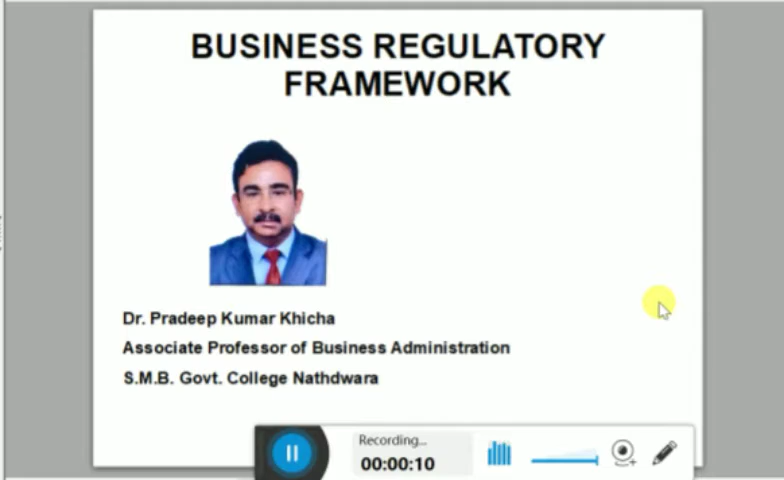 BUSINESS REGULATORY
FRAMEWORK
Dr. Pradeep Kumar Khicha
Associate Professor of Business Administration
S.M.B. Govt. College Nathdwara
Recording...
00:00:10